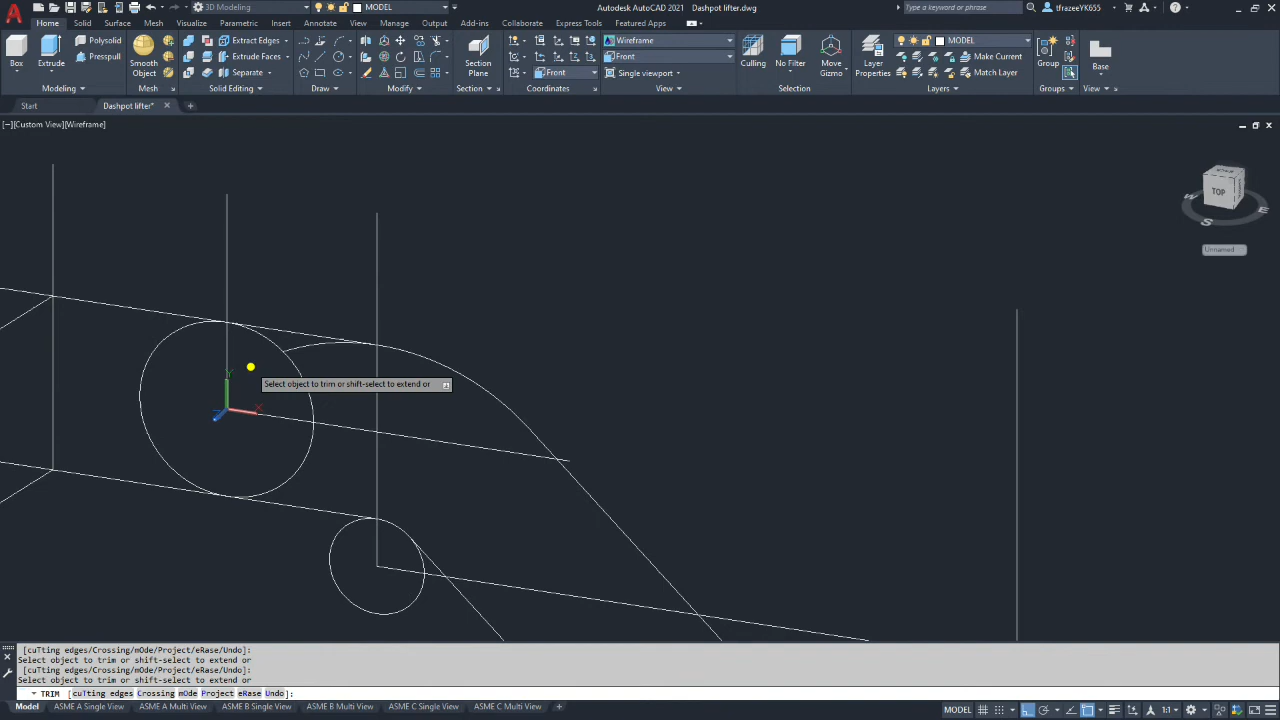 3D Modeling
MODEL
Autodesk AutoCAD 2021 Dashpot lifter.dwg
Type a keyword or phrase
tfrazeeYK655
Home Solid Surface Mesh Visualize Parametric Insert Annotate View Manage Output Add-ins Collaborate Express Tools Featured Apps
Box
Extrude
Polysolid
Presspull
Modeling
Smooth
Object
Mesh
Extract Edges
Extrude Faces
Separate
Solid Editing
Draw
Modify
Section
Plane
Section
Front
Coordinates
Wireframe
Front
Single viewport
View
Culling
No Filter
Move
Gizmo
Selection
Layer
Properties
MODEL
Make Current
Match Layer
Layers
Group
Groups
Base
View
Start Dashpot lifter*
[−][Custom View][Wireframe]
TOP
W
S
E
Unnamed
Y
X
Select object to trim or shift-select to extend or
[cuTting edges/Crossing/mOde/Project/eRase/Undo]:
Select object to trim or shift-select to extend or
[cuTting edges/Crossing/mOde/Project/eRase/Undo]:
Select object to trim or shift-select to extend or
TRIM [cuTting edges Crossing mOde Project eRase Undo]:
Model ASME A Single View ASME A Multi View ASME B Single View ASME B Multi View ASME C Single View ASME C Multi View
MODEL 1:1